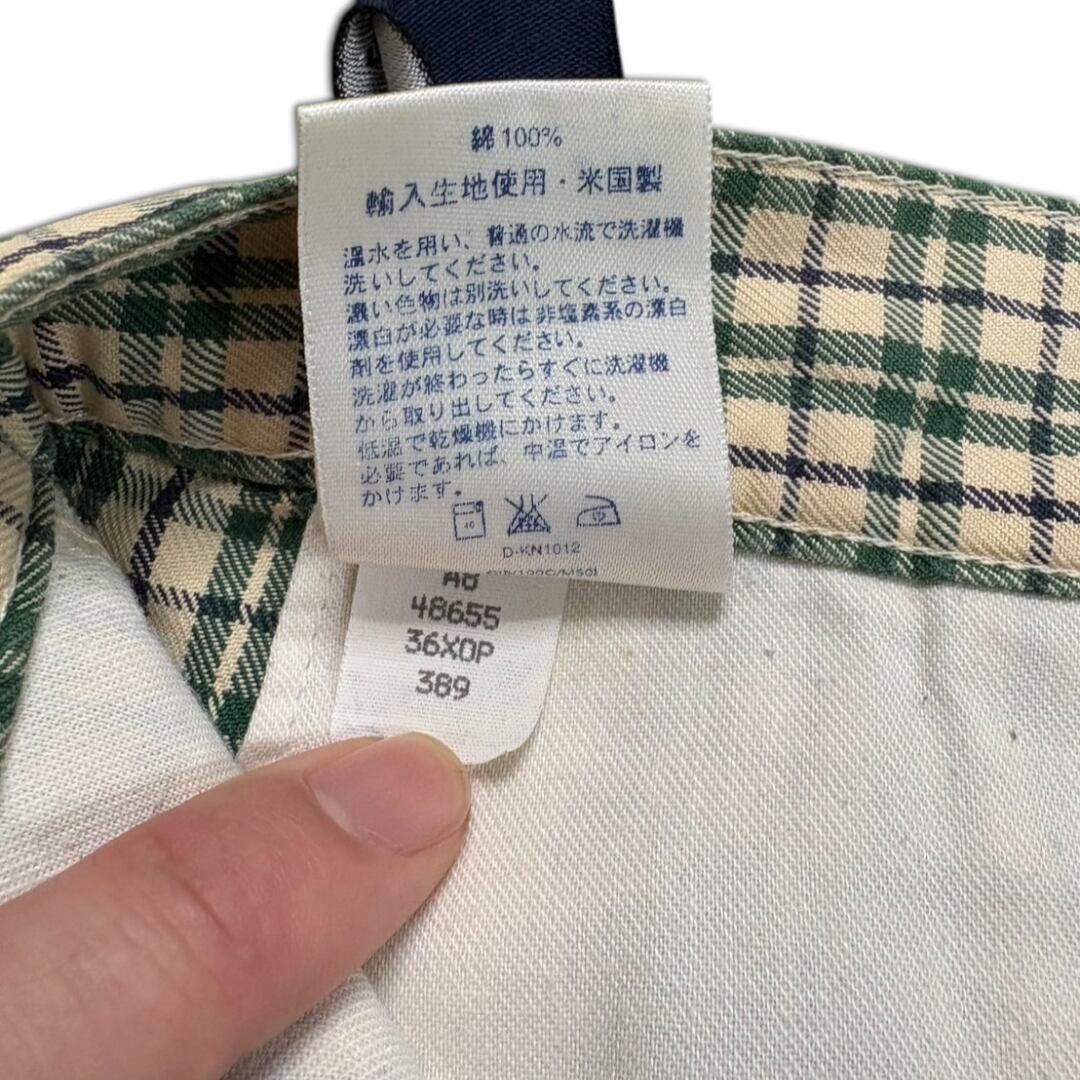 綿100%
輸入生地使用・米国製
温水を用い、普通の水流で洗濯機
洗いしてください。
濃い色物は別洗いしてください。
漂白が必要な時は非塩素系の漂白
剤を使用してください。
洗濯が終わったらすぐに洗濯機
から取り出してください。
低温で乾燥機にかけます。
必要であれば、中温でアイロンを
かけます。
40
D-KN1012
48655
36XOP
389